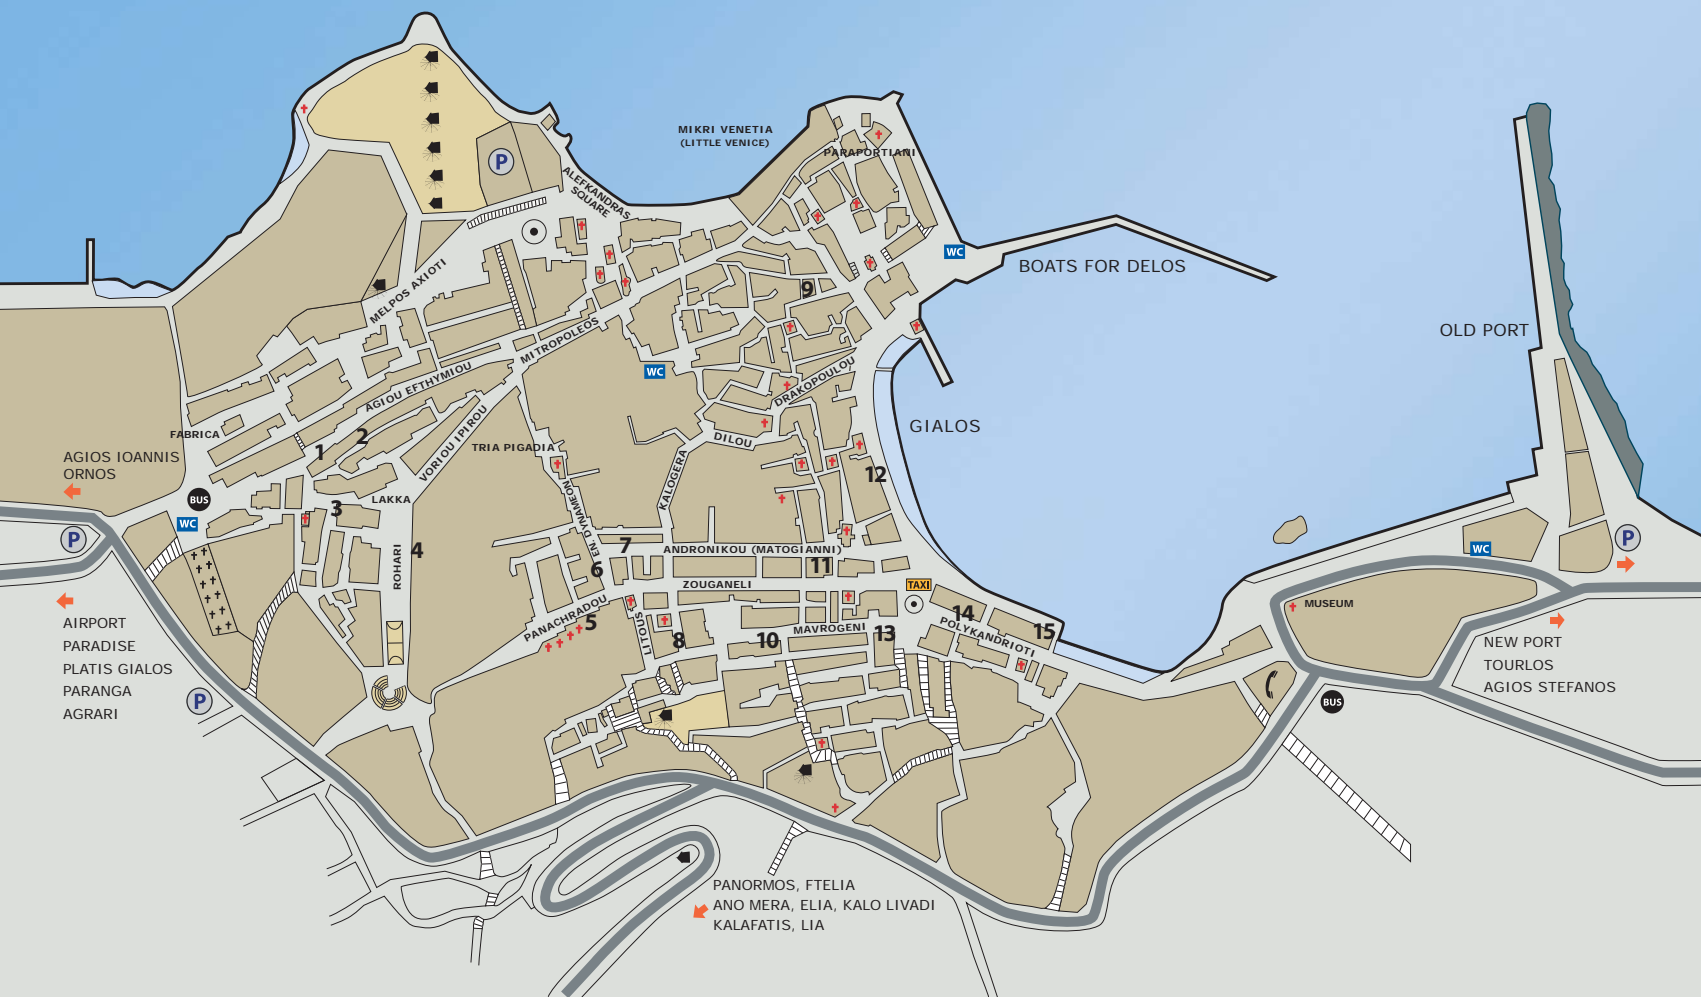 P
MIKRI VENETIA
(LITTLE VENICE)
PARAPORTIANI
ALEFKANDRAS
SQUARE
WC
BOATS FOR DELOS
MELPOS AXIOTI
9
OLD PORT
MITROPOLEOS
WC
DRAKOPOULOU
AGIOU EFTHYMIOU
GIALOS
FABRICA
1
2
VORIOU IPIROU
TRIA PIGADIA
DILOU
KALOGERA
12
AGIOS IOANNIS
ORNOS
BUS
WC
3
LAKKA
P
ROHARI
4
EN. DYNAMEON
7
6
ANDRONIKOU (MATOGIANNI)
11
ZOUGANELI
TAXI
WC
P
MUSEUM
AIRPORT
PARADISE
PLATIS GIALOS
PARANGA
AGRARI
P
PANACHRADOU
5
LITOUS
8
10
MAVROGENI
13
14
POLYKANDRIOTI
15
NEW PORT
TOURLOS
AGIOS STEFANOS
BUS
PANORMOS, FTELIA
ANO MERA, ELIA, KALO LIVADI
KALAFATIS, LIA